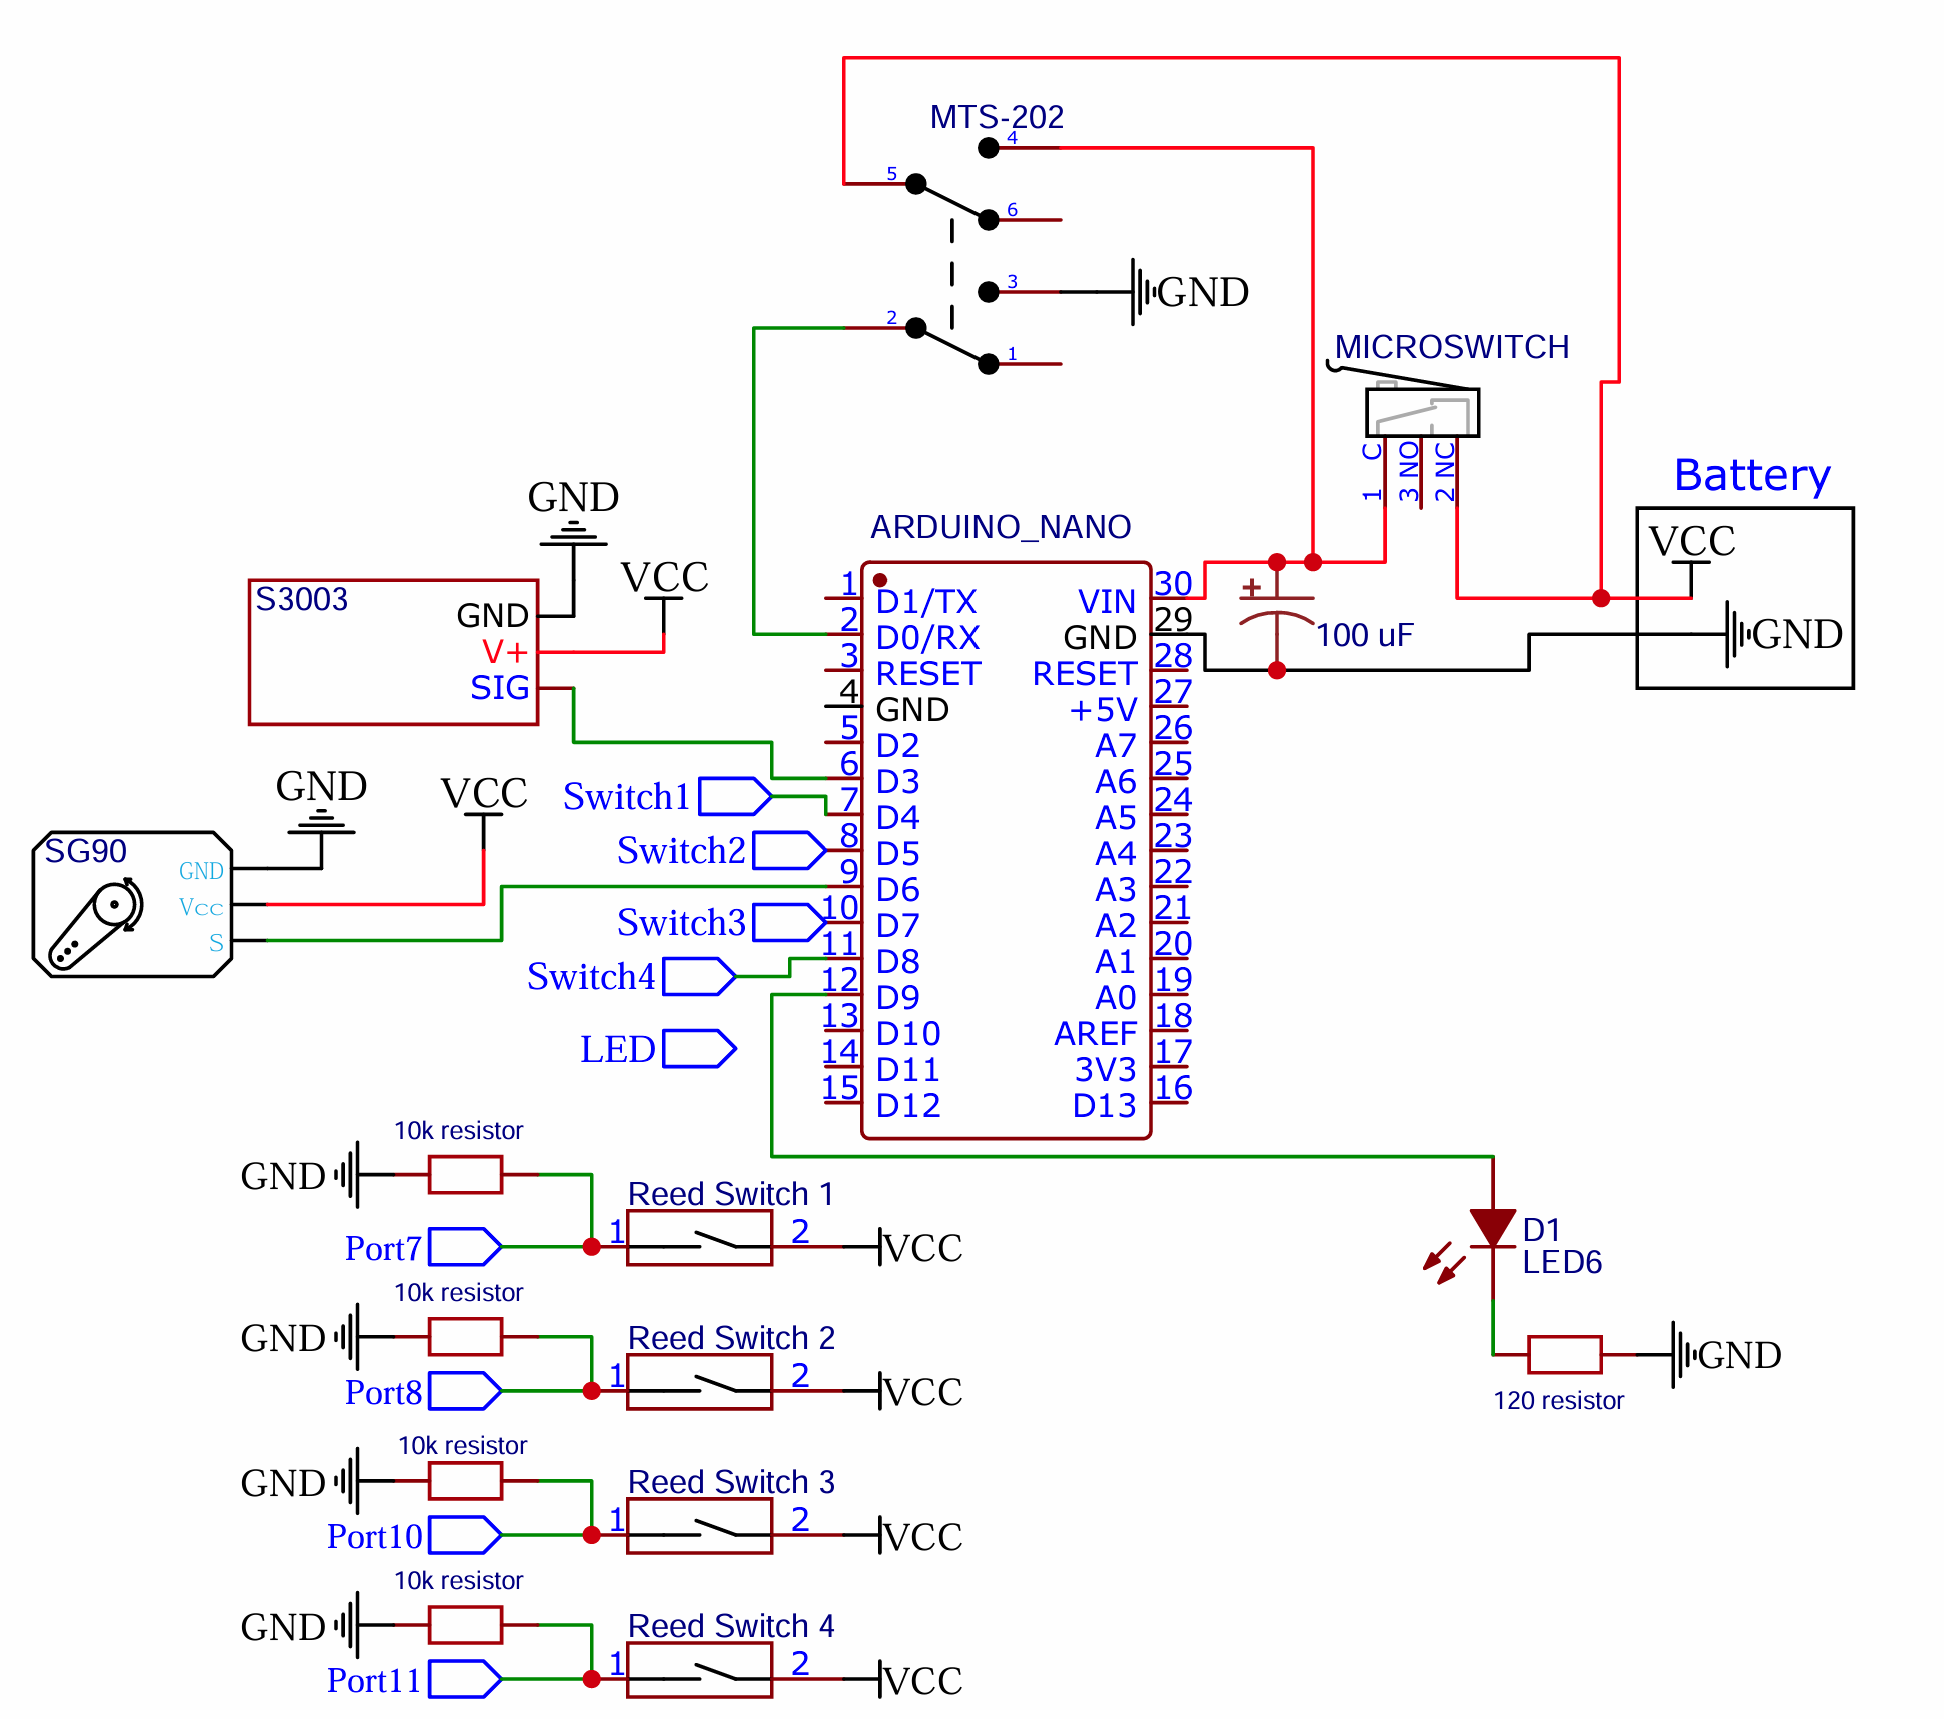 MTS-202
4
5
6
3
GND
2
1
MICROSWITCH
1 C
3 NO
2 NC
Battery
VCC
GND
GND
VCC
S3003
GND
V+
SIG
ARDUINO_NANO
1 D1/TX
2 D0/RX
3 RESET
4 GND
5 D2
6 D3
7 D4
8 D5
9 D6
10 D7
11 D8
12 D9
13 D10
14 D11
15 D12
VIN 30
GND 29
RESET 28
+5V 27
A7 26
A6 25
A5 24
A4 23
A3 22
A2 21
A1 20
A0 19
AREF 18
3V3 17
D13 16
+
100 uF
Switch1
Switch2
Switch3
Switch4
LED
GND
VCC
SG90
GND
VCC
S
10k resistor
GND
Reed Switch 1
Port7
1 2
VCC
10k resistor
GND
Reed Switch 2
Port8
1 2
VCC
10k resistor
GND
Reed Switch 3
Port10
1 2
VCC
10k resistor
GND
Reed Switch 4
Port11
1 2
VCC
D1
LED6
GND
120 resistor